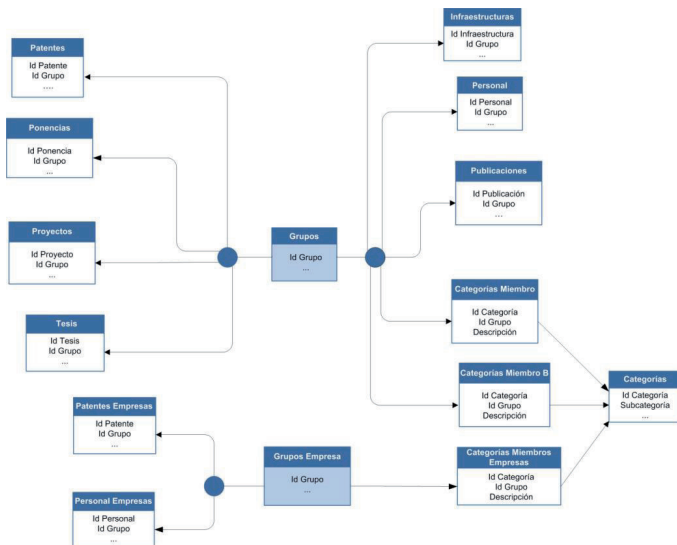 Patentes
Id Patente
Id Grupo
....
Ponencias
Id Ponencia
Id Grupo
...
Proyectos
Id Proyecto
Id Grupo
...
Tesis
Id Tesis
Id Grupo
...
Patentes Empresas
Id Patente
Id Grupo
...
Personal Empresas
Id Personal
Id Grupo
...
Grupos
Id Grupo
...
Grupos Empresa
Id Grupo
...
Infraestructuras
Id Infraestructura
Id Grupo
...
Personal
Id Personal
Id Grupo
...
Publicaciones
Id Publicación
Id Grupo
...
Categorías Miembro
Id Categoría
Id Grupo
Descripción
Categorías Miembro B
Id Categoría
Id Grupo
Descripción
Categorías Miembros
Empresas
Id Categoría
Id Grupo
Descripción
Categorías
Id Categoría
Subcategoría
...